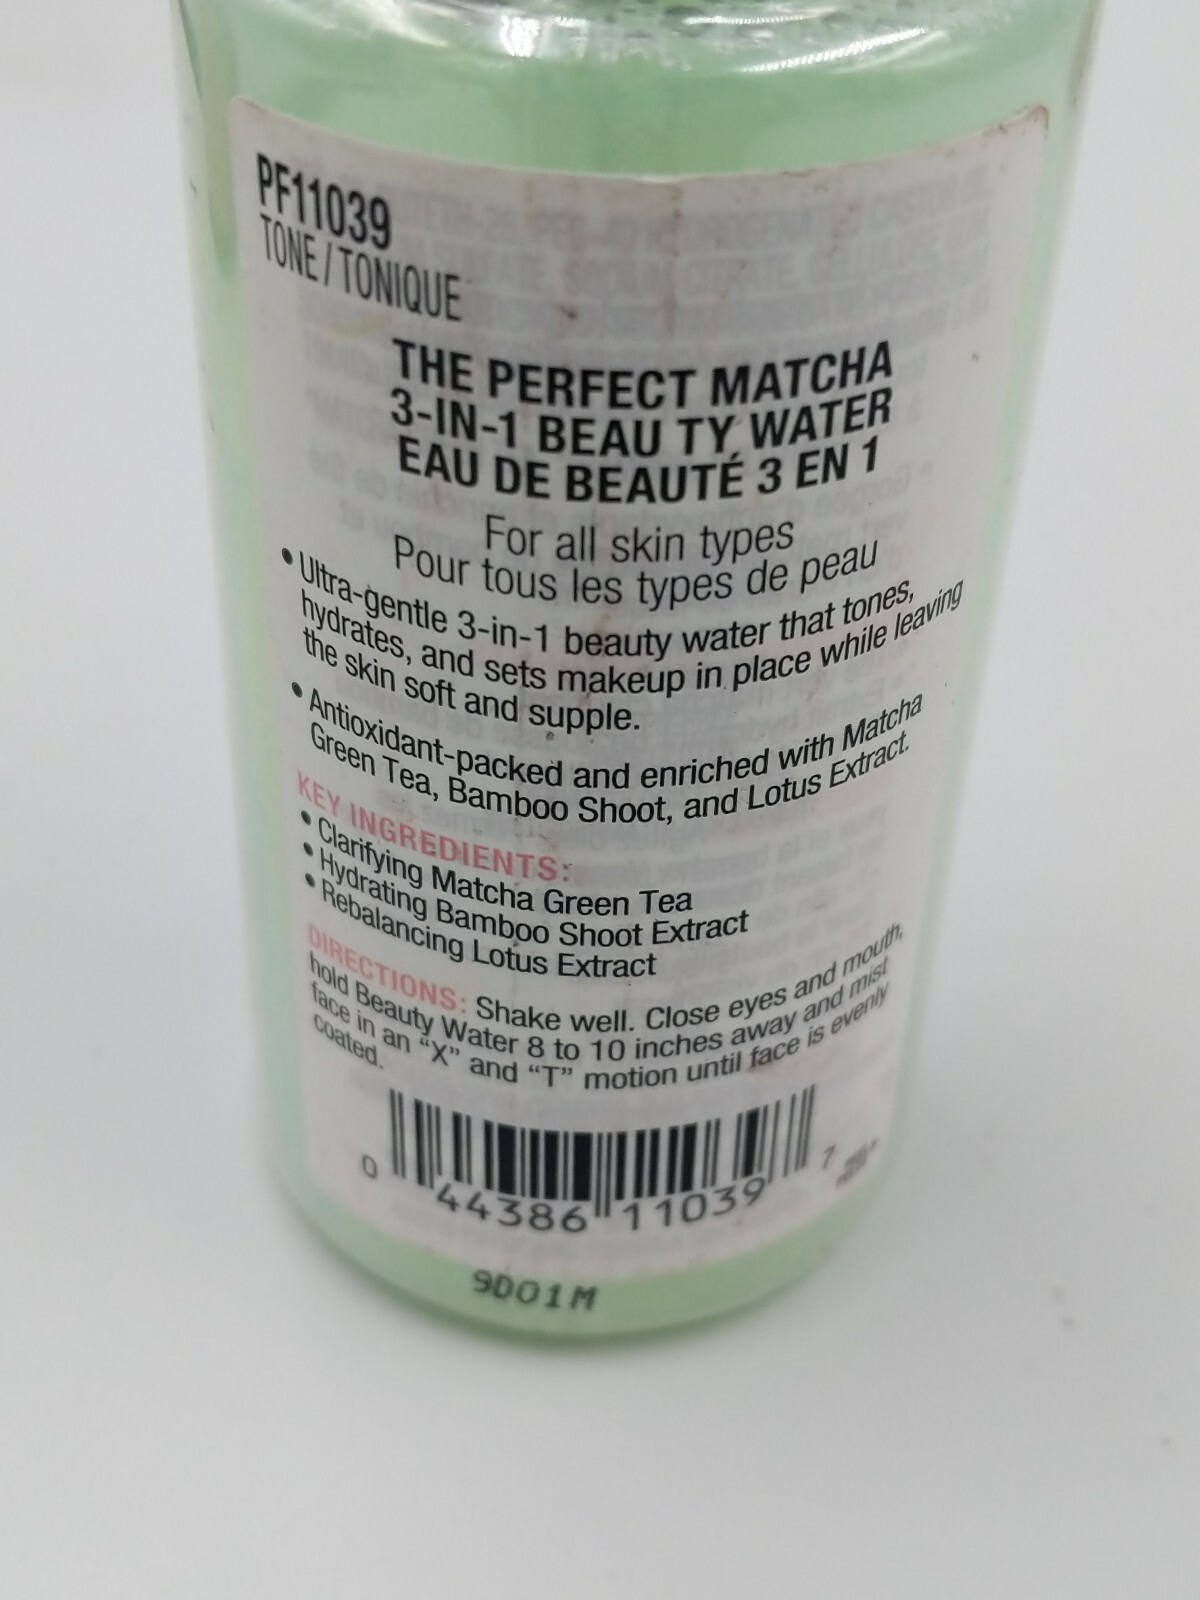 PF11039
TONE / TONIQUE
THE PERFECT MATCHA
3-IN-1 BEAU TY WATER
EAU DE BEAUTÉ 3 EN 1
For all skin types
Pour tous les types de peau
• Ultra-gentle 3-in-1 beauty water that tones,
hydrates, and sets makeup in place while leaving
the skin soft and supple.
• Antioxidant-packed and enriched with Matcha
Green Tea, Bamboo Shoot, and Lotus Extract.
KEY INGREDIENTS:
• Clarifying Matcha Green Tea
• Hydrating Bamboo Shoot Extract
• Rebalancing Lotus Extract
DIRECTIONS: Shake well. Close eyes and mouth,
hold Beauty Water 8 to 10 inches away and mist
face in an “X” and “T” motion until face is evenly
coated.
0 44386 11039 7
9D01M